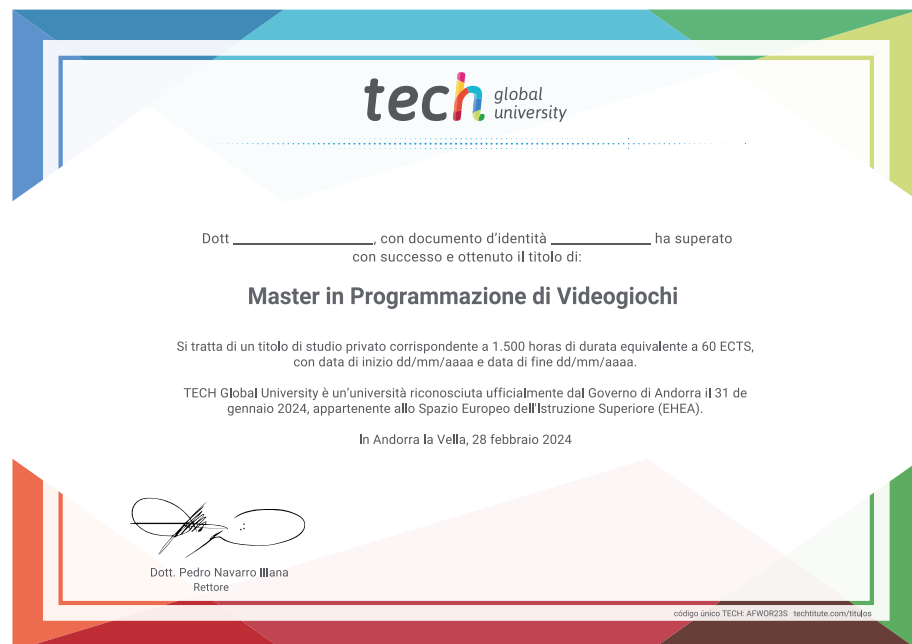 tech global university
Dott ________________, con documento d'identità ____________ ha superato
con successo e ottenuto il titolo di:
Master in Programmazione di Videogiochi
Si tratta di un titolo di studio privato corrispondente a 1.500 horas di durata equivalente a 60 ECTS,
con data di inizio dd/mm/aaaa e data di fine dd/mm/aaaa.
TECH Global University è un'università riconosciuta ufficialmente dal Governo di Andorra il 31 de
gennaio 2024, appartenente allo Spazio Europeo dell'Istruzione Superiore (EHEA).
In Andorra la Vella, 28 febbraio 2024
Dott. Pedro Navarro Illana
Rettore
código único TECH: AFWOR23S techtitute.com/titulos